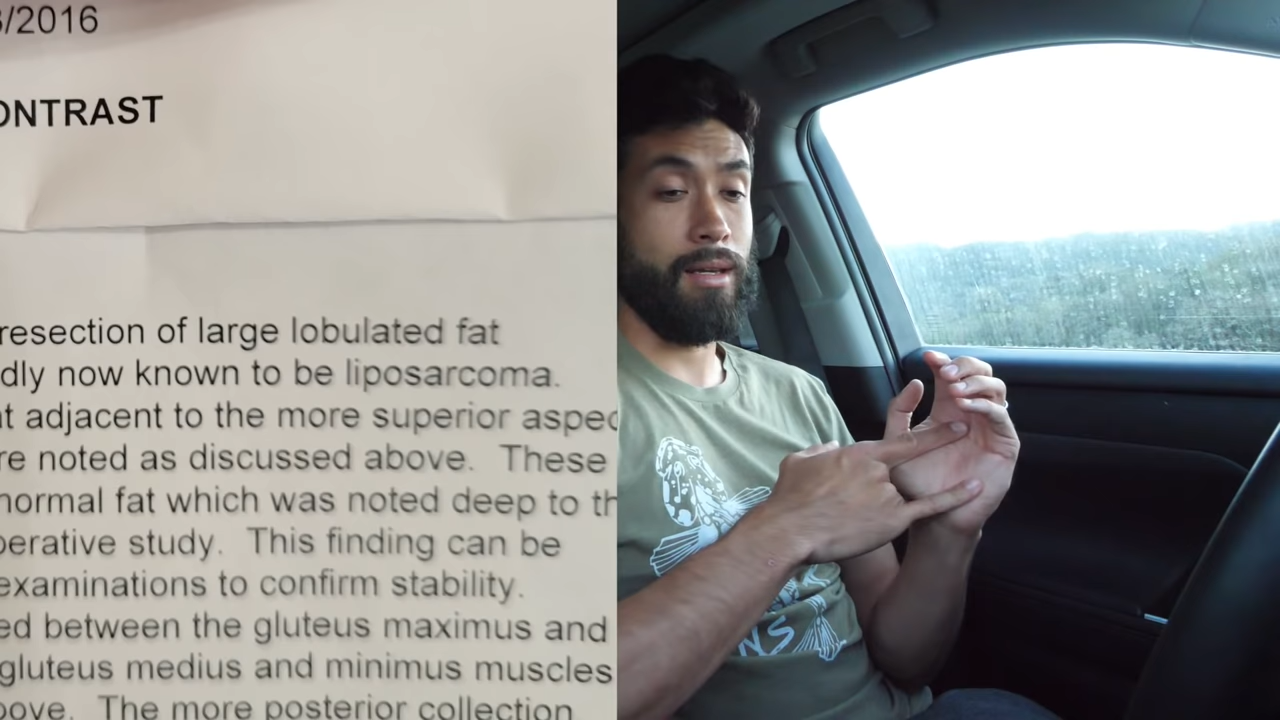 /2016
ONTRAST
resection of large lobulated fat
dly now known to be liposarcoma.
adjacent to the more superior aspec
re noted as discussed above. These
normal fat which was noted deep to th
perative study. This finding can be
examinations to confirm stability.
ed between the gluteus maximus and
gluteus medius and minimus muscles
The more posterior collection
NS